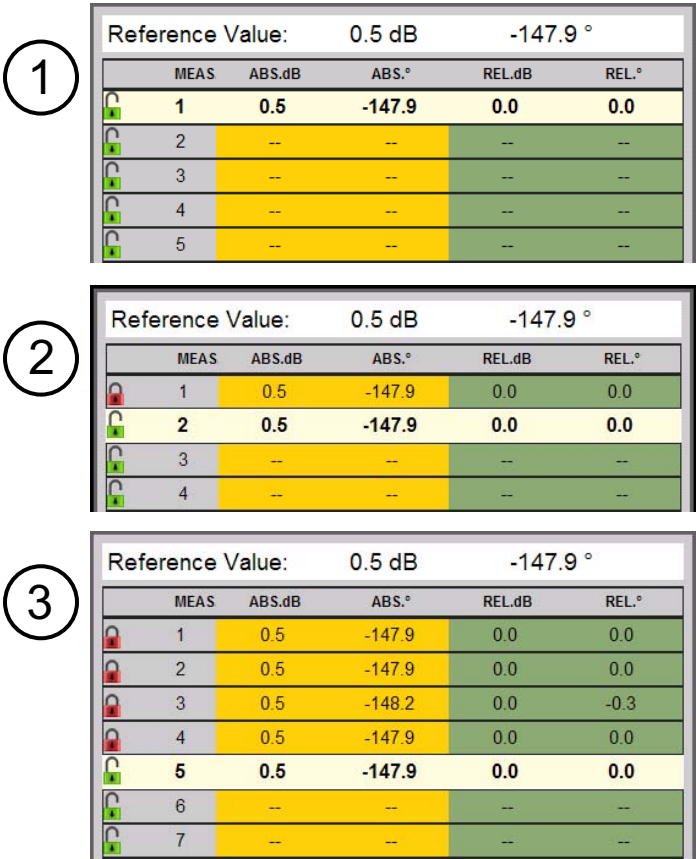 1
Reference Value: 0.5 dB -147.9 °
MEAS ABS.dB ABS.° REL.dB REL.°
1 0.5 -147.9 0.0 0.0
2 -- -- -- --
3 -- -- -- --
4 -- -- -- --
5 -- -- -- --
2
Reference Value: 0.5 dB -147.9 °
MEAS ABS.dB ABS.° REL.dB REL.°
1 0.5 -147.9 0.0 0.0
2 0.5 -147.9 0.0 0.0
3 -- -- -- --
4 -- -- -- --
3
Reference Value: 0.5 dB -147.9 °
MEAS ABS.dB ABS.° REL.dB REL.°
1 0.5 -147.9 0.0 0.0
2 0.5 -147.9 0.0 0.0
3 0.5 -148.2 0.0 -0.3
4 0.5 -147.9 0.0 0.0
5 0.5 -147.9 0.0 0.0
6 -- -- -- --
7 -- -- -- --